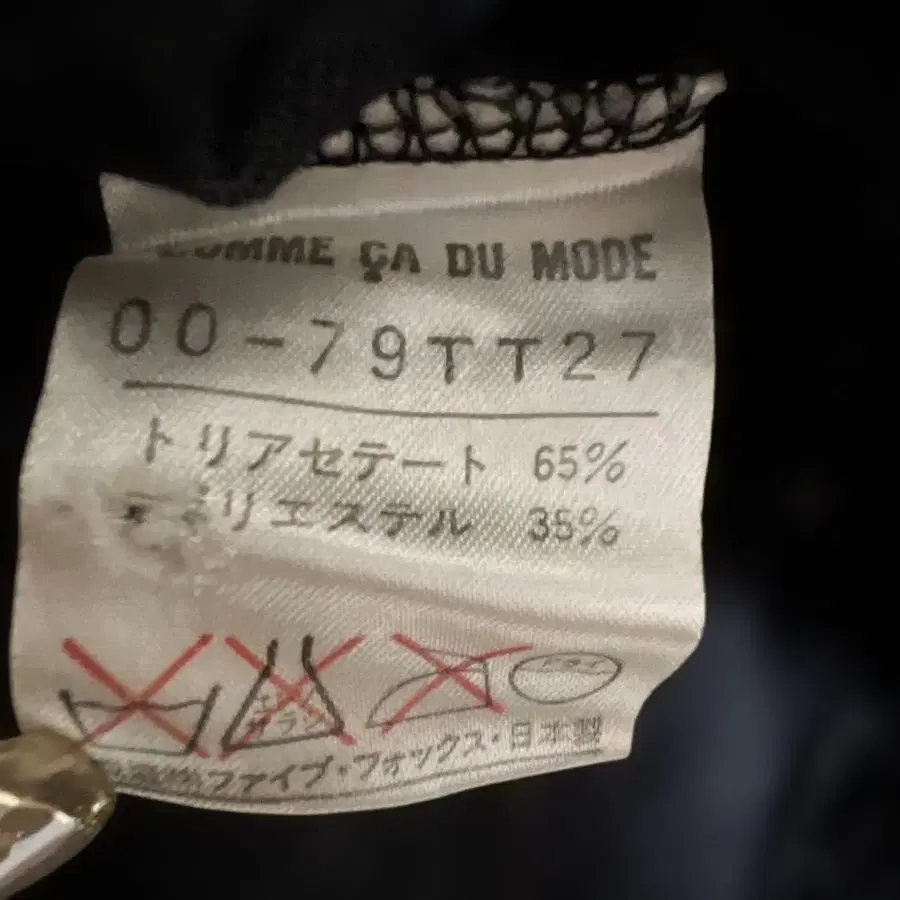 COMME ÇA DU MODE
00-79TT27
トリアセテート 65%
ポリエステル 35%
ファイブ・フォックス・日本製